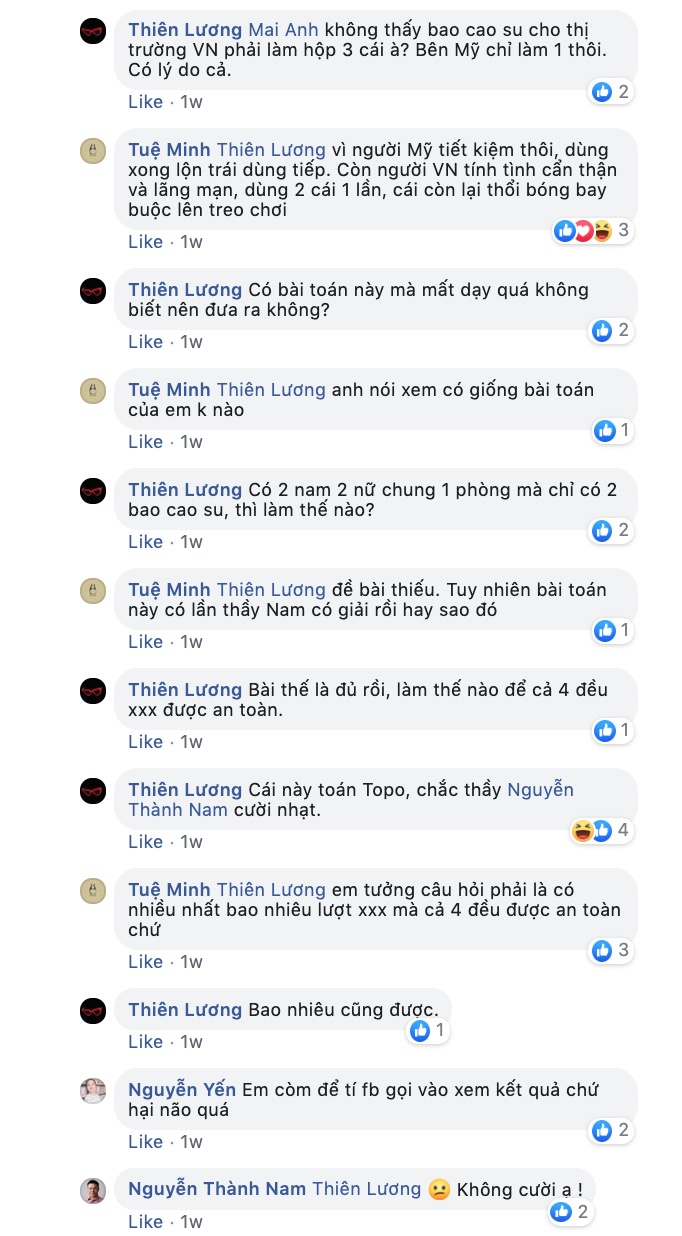 Thiên Lương Mai Anh không thấy bao cao su cho thị
trường VN phải làm hộp 3 cái à? Bên Mỹ chỉ làm 1 thôi.
Có lý do cả.
2
Like · 1w
Tuệ Minh Thiên Lương vì người Mỹ tiết kiệm thôi, dùng
xong lộn trái dùng tiếp. Còn người VN tính tình cẩn thận
và lãng mạn, dùng 2 cái 1 lần, cái còn lại thổi bóng bay
buộc lên treo chơi
3
Like · 1w
Thiên Lương Có bài toán này mà mất dạy quá không
biết nên đưa ra không?
2
Like · 1w
Tuệ Minh Thiên Lương anh nói xem có giống bài toán
của em k nào
1
Like · 1w
Thiên Lương Có 2 nam 2 nữ chung 1 phòng mà chỉ có 2
bao cao su, thì làm thế nào?
2
Like · 1w
Tuệ Minh Thiên Lương đề bài thiếu. Tuy nhiên bài toán
này có lần thầy Nam có giải rồi hay sao đó
1
Like · 1w
Thiên Lương Bài thế là đủ rồi, làm thế nào để cả 4 đều
xxx được an toàn.
1
Like · 1w
Thiên Lương Cái này toán Topo, chắc thầy Nguyễn
Thành Nam cười nhạt.
4
Like · 1w
Tuệ Minh Thiên Lương em tưởng câu hỏi phải là có
nhiều nhất bao nhiêu lượt xxx mà cả 4 đều được an toàn
chứ
3
Like · 1w
Thiên Lương Bao nhiêu cũng được.
1
Like · 1w
Nguyễn Yến Em còm để tí fb gọi vào xem kết quả chứ
hại não quá
2
Like · 1w
Nguyễn Thành Nam Thiên Lương 😕 Không cười ạ !
2
Like · 1w